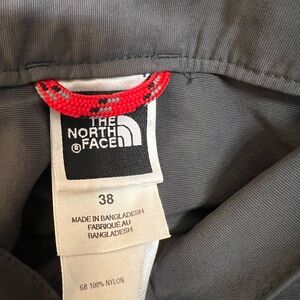 THE
NORTH
FACE
®
38
MADE IN BANGLADESH
FABRIQUÉ AU
BANGLADESH
GB 100% NYLON